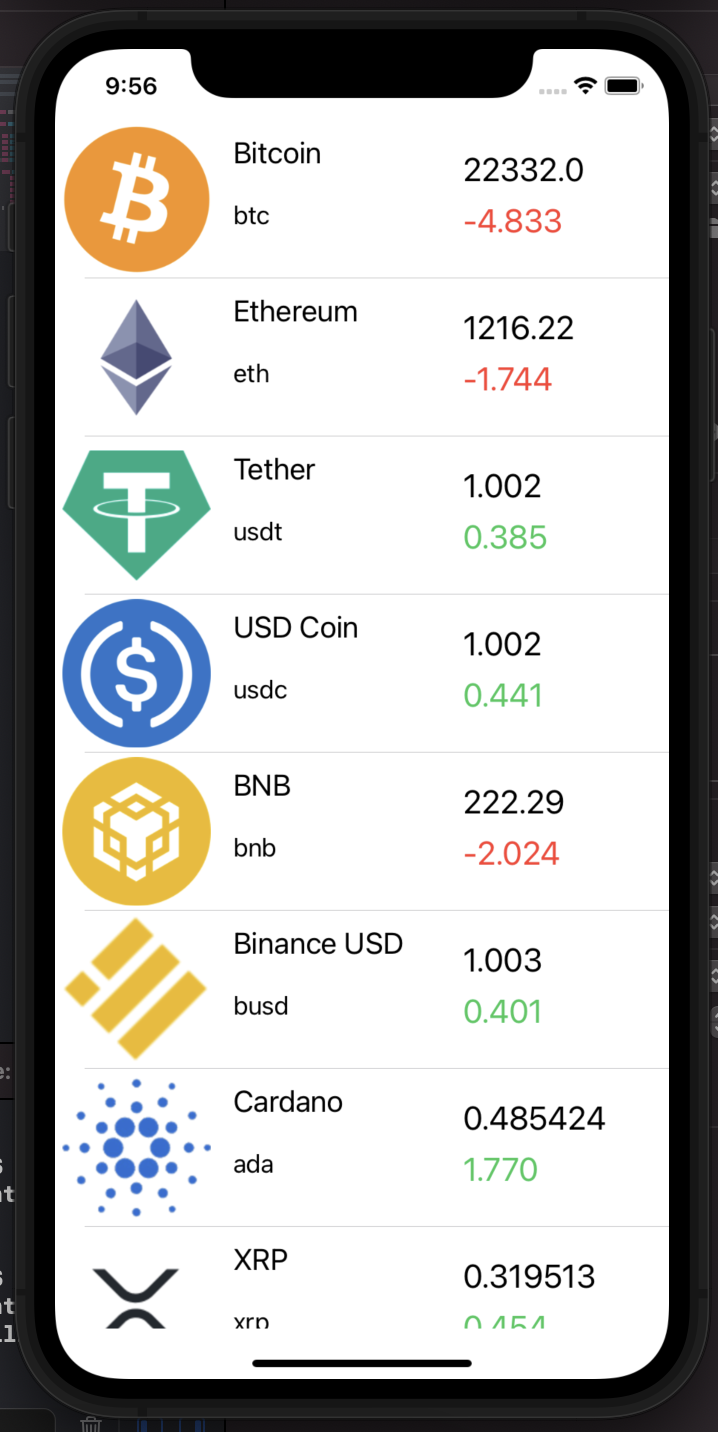 9:56
Bitcoin
22332.0
btc
-4.833
Ethereum
1216.22
eth
-1.744
Tether
1.002
usdt
0.385
USD Coin
1.002
usdc
0.441
BNB
222.29
bnb
-2.024
Binance USD
1.003
busd
0.401
Cardano
0.485424
ada
1.770
XRP
0.319513
xrp
0.454